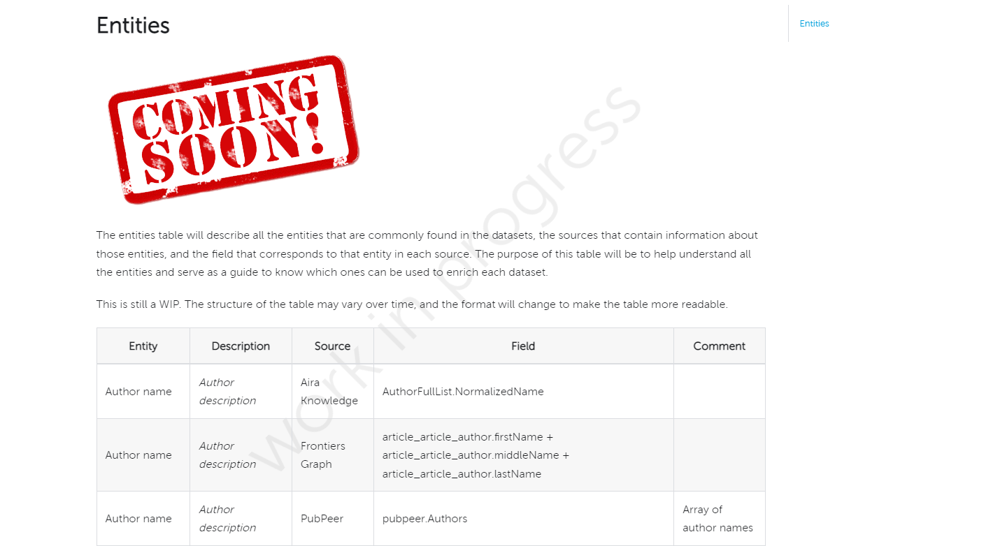 Entities
Entities
COMING
SOON!
The entities table will describe all the entities that are commonly found in the datasets, the sources that contain information about
those entities, and the field that corresponds to that entity in each source. The purpose of this table will be to help understand all
the entities and serve as a guide to know which ones can be used to enrich each dataset.
This is still a WIP. The structure of the table may vary over time, and the format will change to make the table more readable.
work in progress
Entity Description Source Field Comment
Author name Author description Aira Knowledge AuthorFullList.NormalizedName
Author name Author description Frontiers Graph article_article_author.firstName +
article_article_author.middleName +
article_article_author.lastName
Author name Author description PubPeer pubpeer.Authors Array of author names